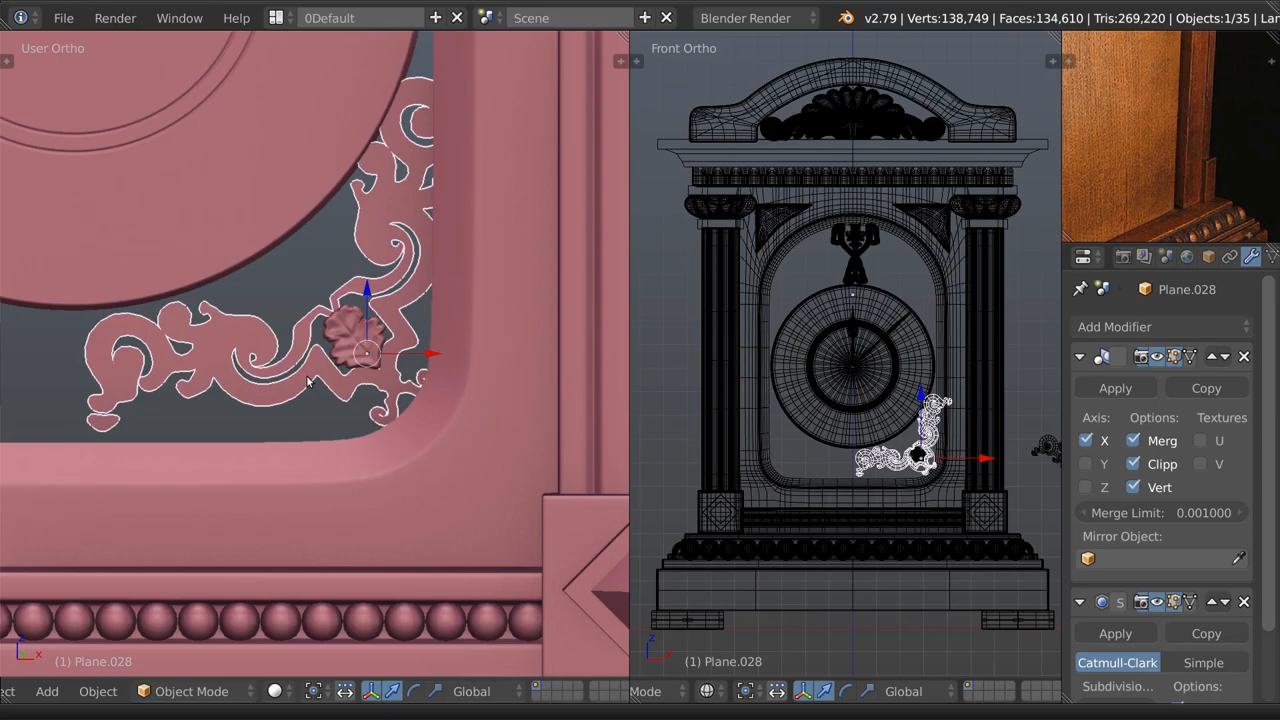 File Render Window Help 0Default Scene Blender Render v2.79 | Verts:138,749 | Faces:134,610 | Tris:269,220 | Objects:1/35 | Lar
User Ortho
Front Ortho
Plane.028
Add Modifier
Apply Copy
Axis: Options: Textures
X Merg U
Y Clipp V
Z Vert
Merge Limit: 0.001000
Mirror Object:
S
Apply Copy
Catmull-Clark Simple
Subdivisio... Options:
(1) Plane.028
(1) Plane.028
ect Add Object Object Mode Global
Mode Global